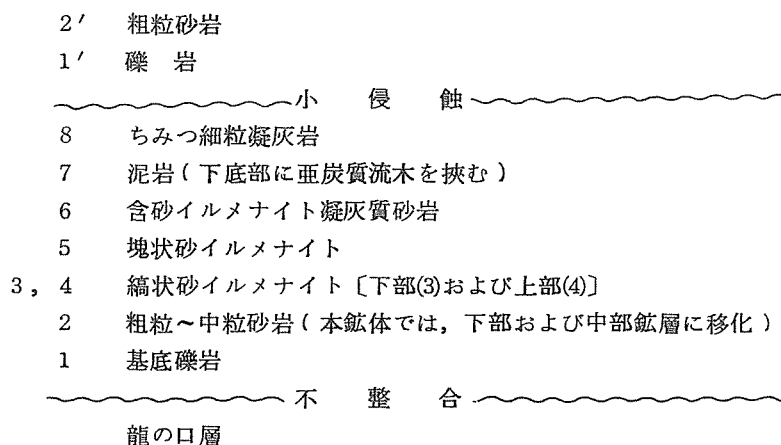 2′ 粗粒砂岩
1′ 礫 岩
小 侵 蝕
8 ちみつ細粒凝灰岩
7 泥岩(下底部に亜炭質流木を挾む)
6 含砂イルメナイト凝灰質砂岩
5 塊状砂イルメナイト
3, 4 縞状砂イルメナイト〔下部(3)および上部(4)〕
2 粗粒~中粒砂岩(本鉱体では,下部および中部鉱層に移化)
1 基底礫岩
不 整 合
龍の口層